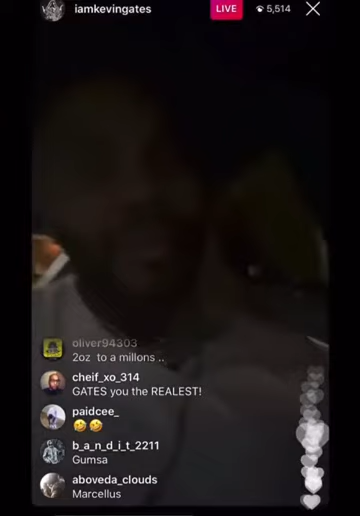 iamkevingates LIVE 5,514
oliver94303
2oz to a millons ..
cheif_xo_314
GATES you the REALEST!
paidcee_
🤣🤣
b_a_n_d_i_t_2211
Gumsa
aboveda_clouds
Marcellus